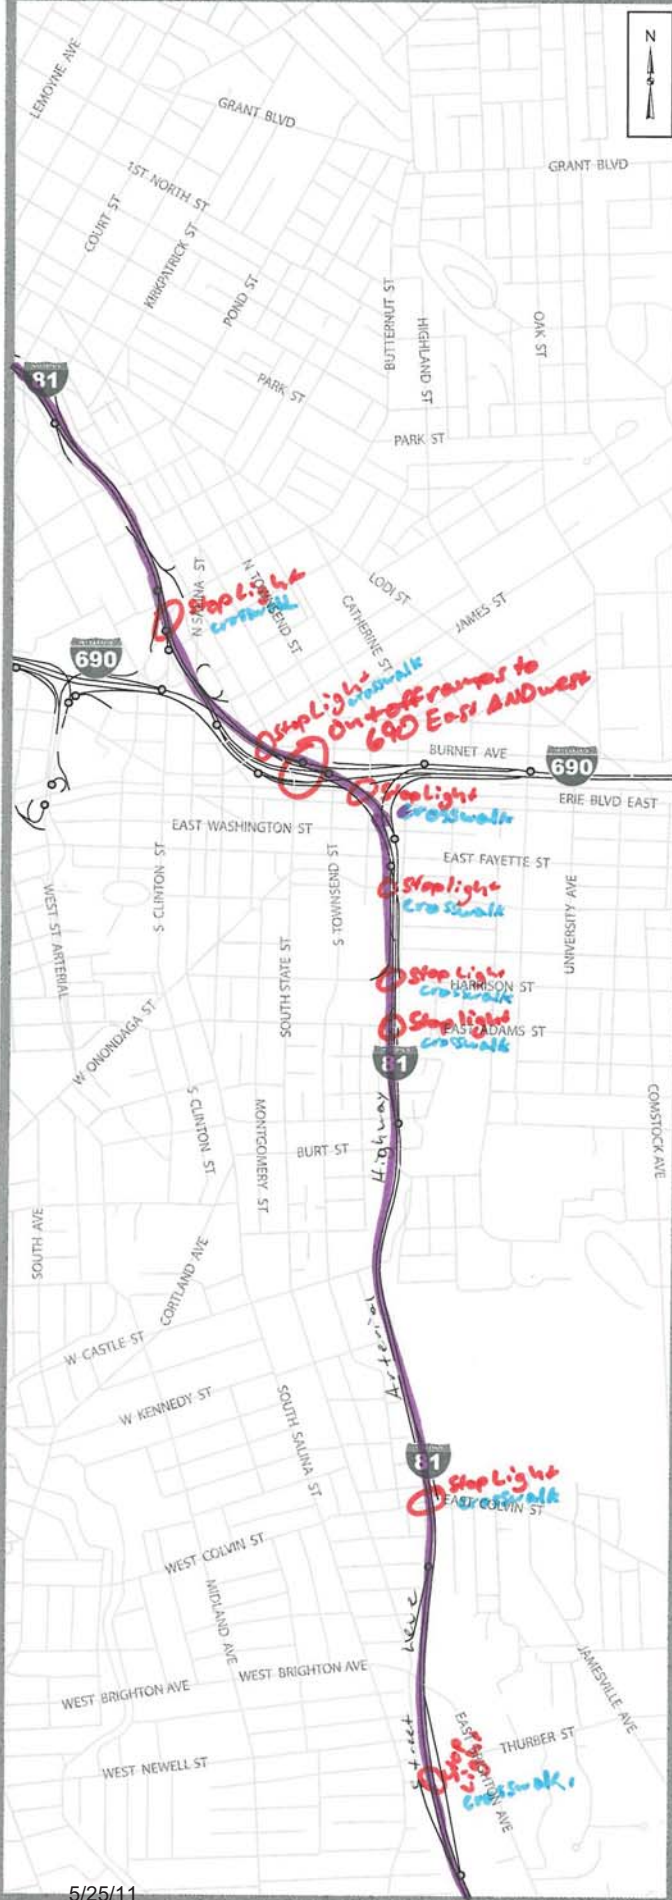 N
LEMOYNE AVE
GRANT BLVD
GRANT BLVD
1ST NORTH ST
COURT ST
KIRKPATRICK ST
POND ST
BUTTERNUT ST
HIGHLAND ST
OAK ST
81
PARK ST
PARK ST
N SALINA ST
Stop Light
crosswalk
N TOWNSEND ST
LODI ST
CATHERINE ST
JAMES ST
690
Stop Light
crosswalk
On+off ramps to
690 East AND west
BURNET AVE
690
Stop Light
crosswalk
ERIE BLVD EAST
EAST WASHINGTON ST
S CLINTON ST
S TOWNSEND ST
EAST FAYETTE ST
Stop light
crosswalk
UNIVERSITY AVE
WEST ST ARTERIAL
SOUTH STATE ST
Stop Light
HARRISON ST
crosswalk
Stop light
EAST ADAMS ST
crosswalk
W ONONDAGA ST
81
S CLINTON ST
MONTGOMERY ST
BURT ST
Highway
COMSTOCK AVE
SOUTH AVE
CORTLAND AVE
Arterial
W CASTLE ST
W KENNEDY ST
SOUTH SALINA ST
81
Stop Light
EAST COLVIN ST
crosswalk
WEST COLVIN ST
MIDLAND AVE
Street
WEST BRIGHTON AVE
WEST BRIGHTON AVE
JAMESVILLE AVE
EAST BRIGHTON AVE
THURBER ST
Stop
Light
crosswalk.
WEST NEWELL ST
5/25/11